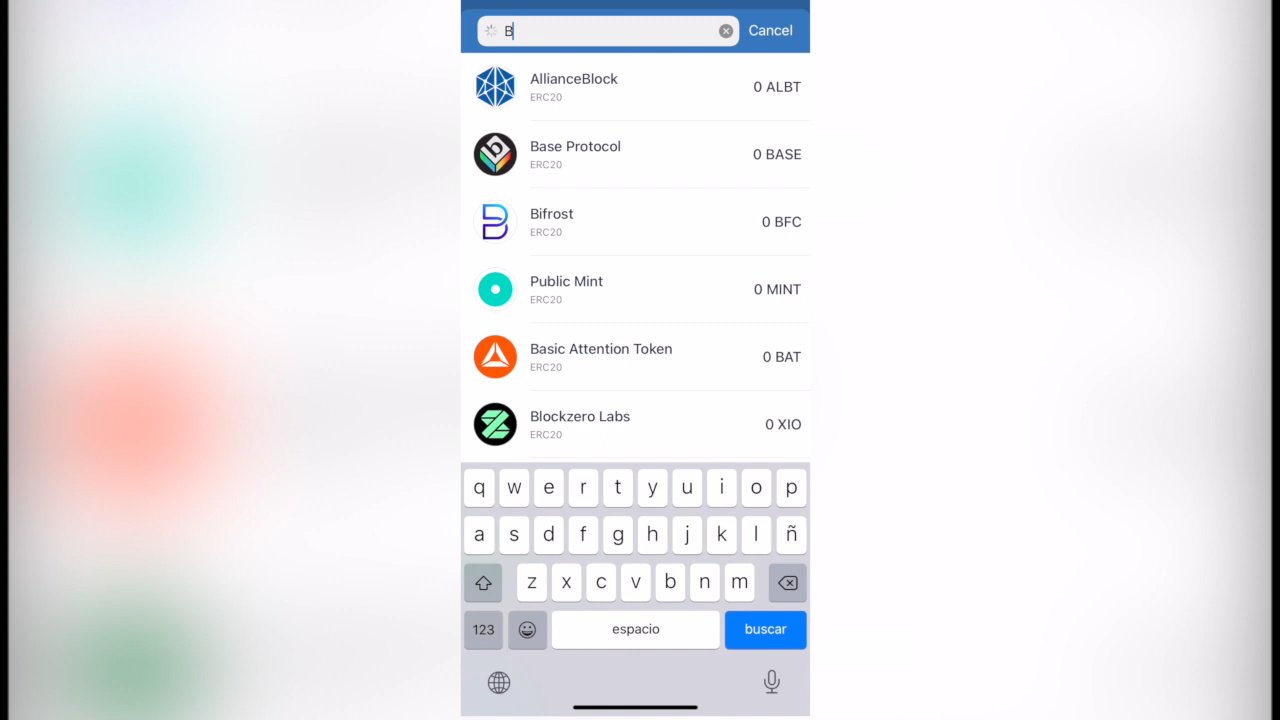 B
Cancel
AllianceBlock
ERC20
0 ALBT
Base Protocol
ERC20
0 BASE
Bifrost
ERC20
0 BFC
Public Mint
ERC20
0 MINT
Basic Attention Token
ERC20
0 BAT
Blockzero Labs
ERC20
0 XIO
q w e r t y u i o p
a s d f g h j k l ñ
z x c v b n m
123 espacio buscar